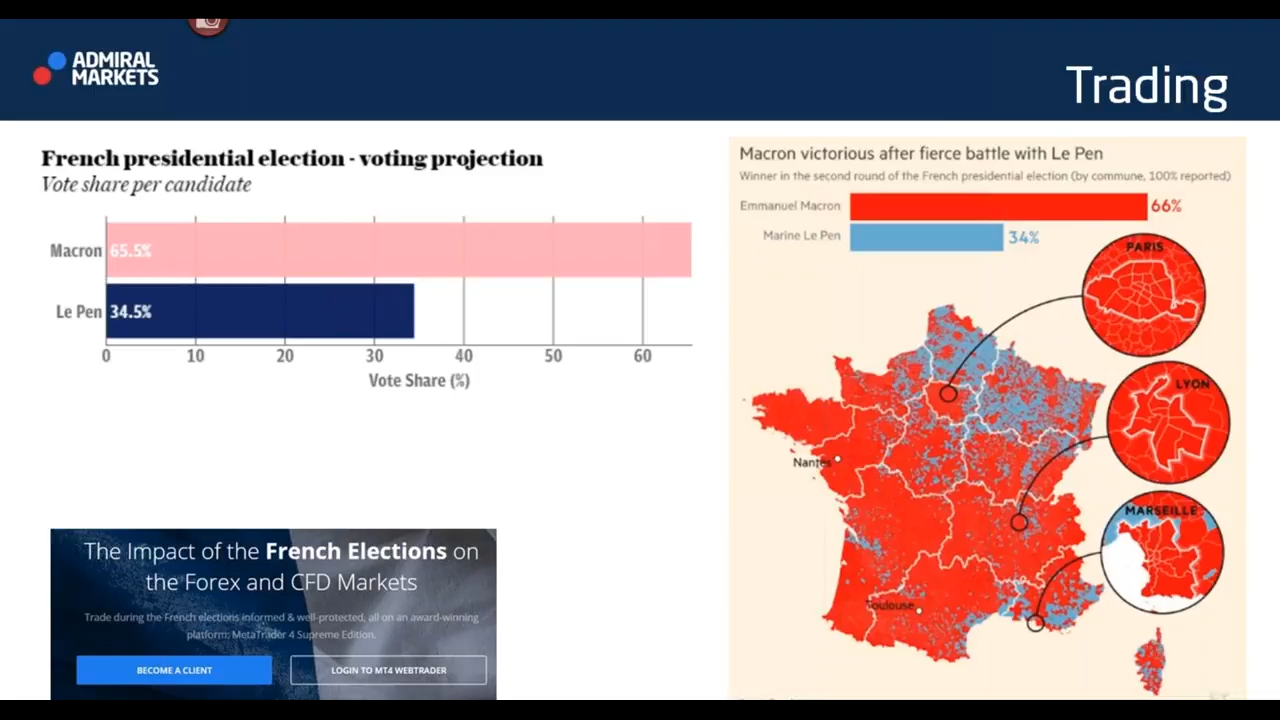 ADMIRAL
MARKETS
Trading
French presidential election - voting projection
Vote share per candidate
Macron 65.5%
Le Pen 34.5%
0 10 20 30 40 50 60
Vote Share (%)
The Impact of the French Elections on
the Forex and CFD Markets
Trade during the French elections informed & well-protected, all on an award-winning
platform: MetaTrader 4 Supreme Edition.
BECOME A CLIENT LOGIN TO MT4 WEBTRADER
Macron victorious after fierce battle with Le Pen
Winner in the second round of the French presidential election (by commune, 100% reported)
Emmanuel Macron 66%
Marine Le Pen 34%
PARIS
LYON
Nantes
MARSEILLE
Toulouse